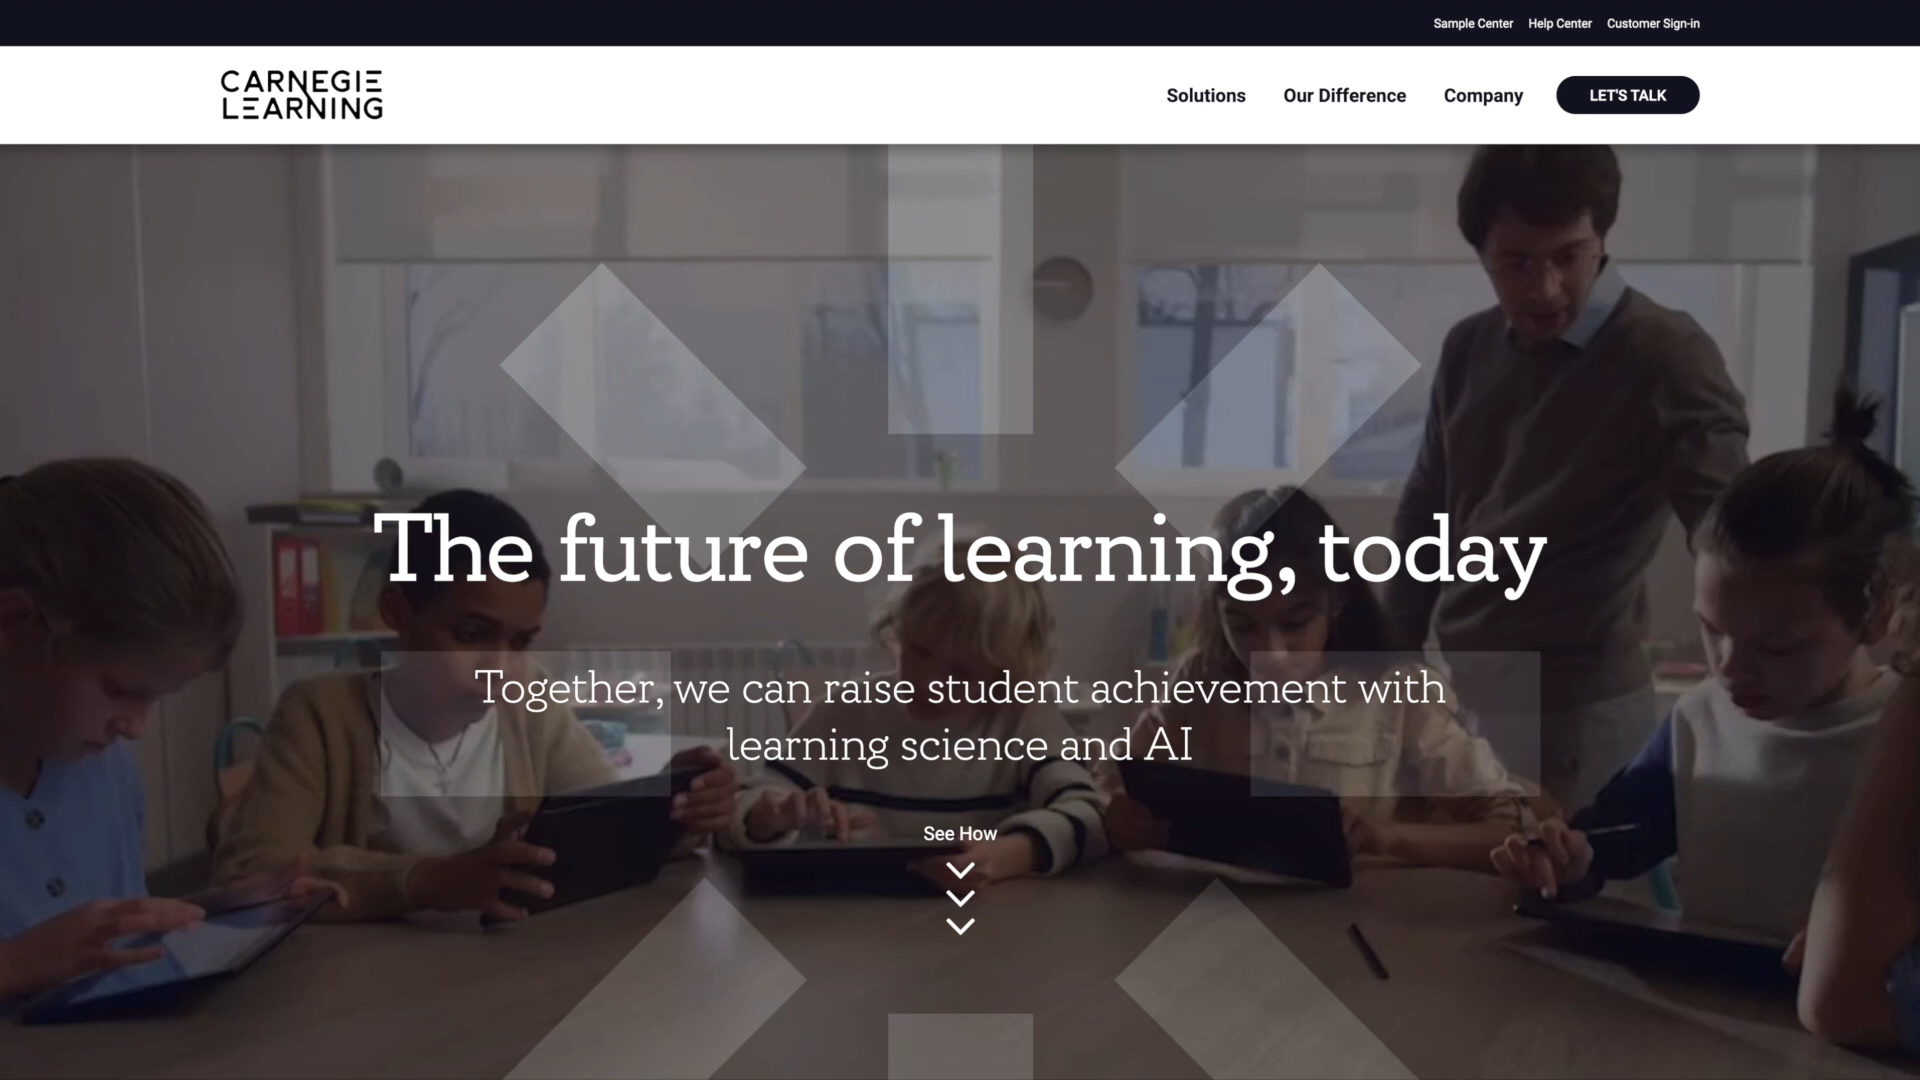 Sample Center Help Center Customer Sign-in
CARNEGIE
LEARNING
Solutions Our Difference Company LET'S TALK
The future of learning, today
Together, we can raise student achievement with
learning science and AI
See How